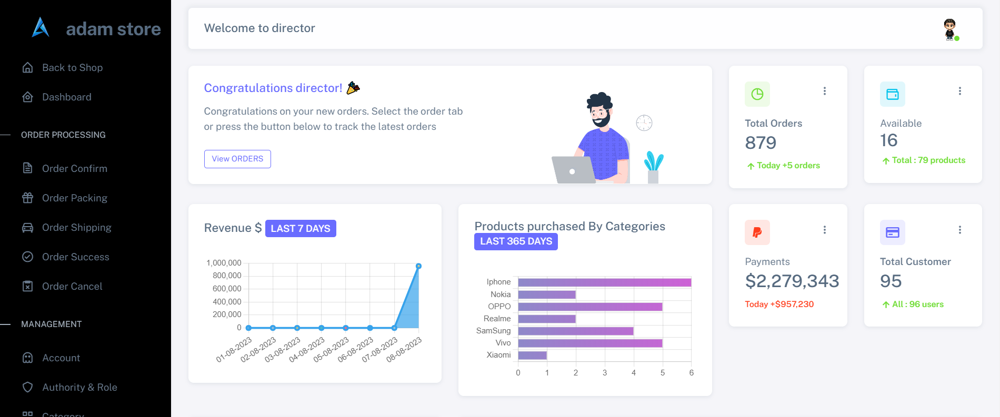 adam store
Back to Shop
Dashboard
ORDER PROCESSING
Order Confirm
Order Packing
Order Shipping
Order Success
Order Cancel
MANAGEMENT
Account
Authority & Role
Category
Welcome to director
Congratulations director!
Congratulations on your new orders. Select the order tab
or press the button below to track the latest orders
View ORDERS
Total Orders
879
Today +5 orders
Available
16
Total : 79 products
Revenue $ LAST 7 DAYS
1,000,000
800,000
600,000
400,000
200,000
0
01-08-2023
02-08-2023
03-08-2023
04-08-2023
05-08-2023
06-08-2023
07-08-2023
08-08-2023
Products purchased By Categories
LAST 365 DAYS
Iphone
Nokia
OPPO
Realme
SamSung
Vivo
Xiaomi
0 1 2 3 4 5 6
Payments
$2,279,343
Today +$957,230
Total Customer
95
All : 96 users